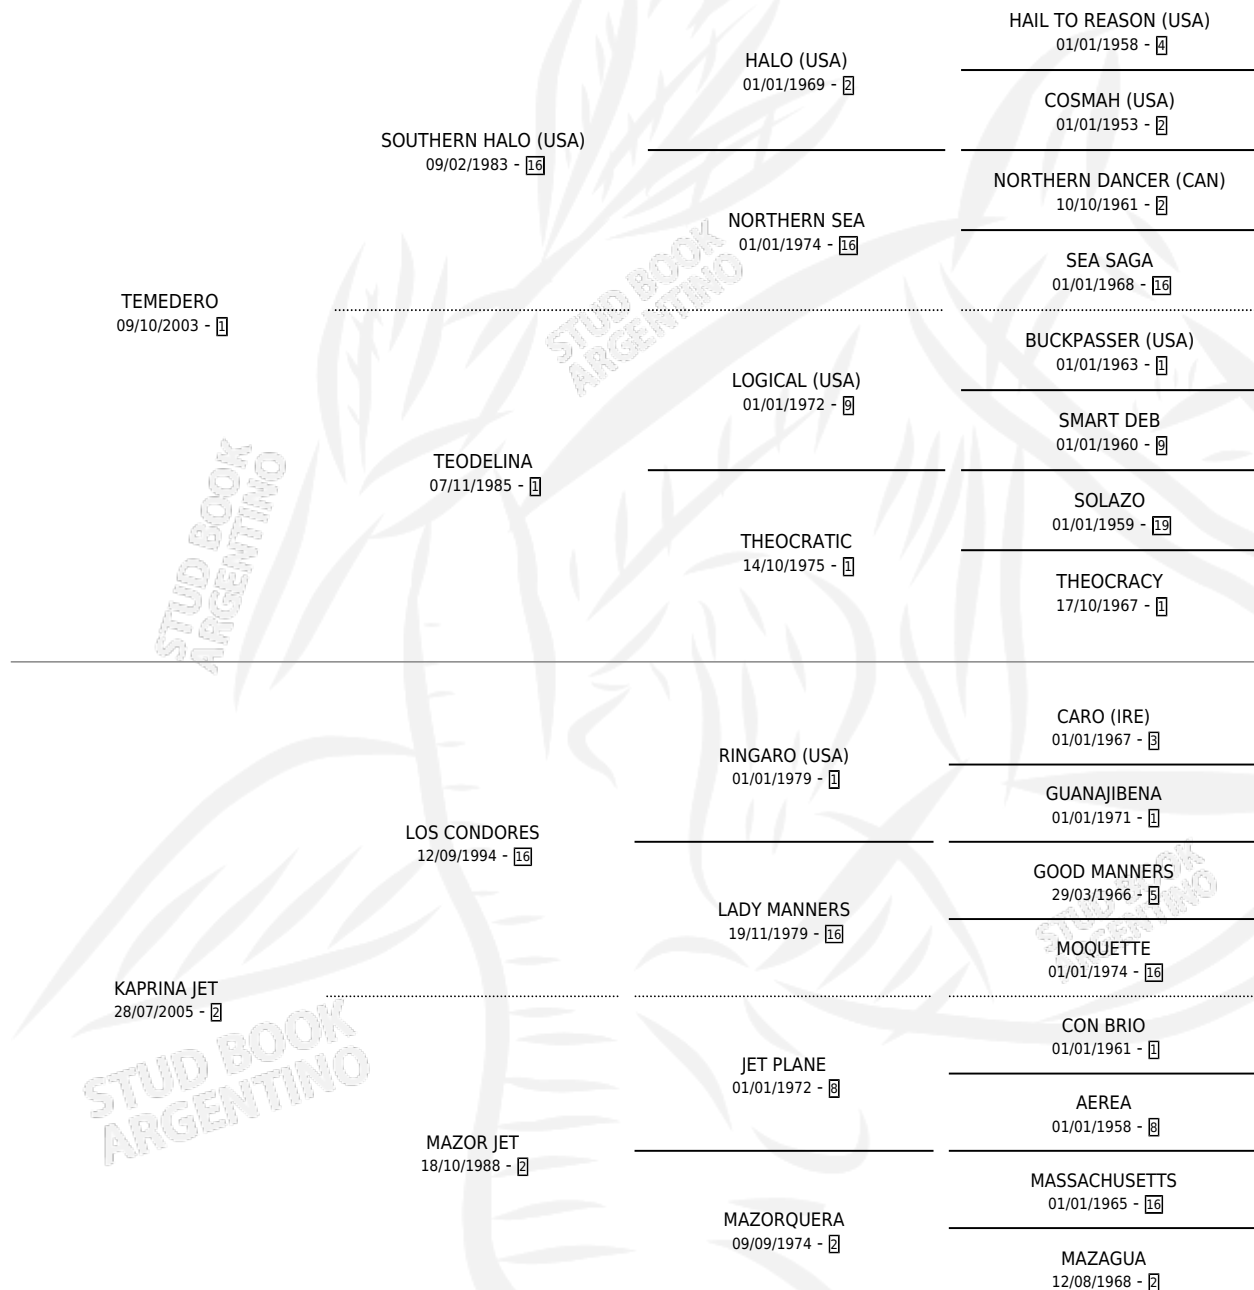 HAIL TO REASON (USA)
01/01/1958 - 4
HALO (USA)
01/01/1969 - 2
COSMAH (USA)
01/01/1953 - 2
SOUTHERN HALO (USA)
09/02/1983 - 16
NORTHERN DANCER (CAN)
10/10/1961 - 2
NORTHERN SEA
01/01/1974 - 16
SEA SAGA
01/01/1968 - 16
TEMEDERO
09/10/2003 - 1
STUD BOOK
ARGENTINO
BUCKPASSER (USA)
01/01/1963 - 1
LOGICAL (USA)
01/01/1972 - 9
SMART DEB
01/01/1960 - 9
TEODELINA
07/11/1985 - 1
SOLAZO
01/01/1959 - 19
THEOCRATIC
14/10/1975 - 1
THEOCRACY
17/10/1967 - 1
STUD BOOK
ARGENTINO
CARO (IRE)
01/01/1967 - 3
RINGARO (USA)
01/01/1979 - 1
GUANAJIBENA
01/01/1971 - 1
LOS CONDORES
12/09/1994 - 16
GOOD MANNERS
29/03/1966 - 5
LADY MANNERS
19/11/1979 - 16
STUD BOOK
ARGENTINO
MOQUETTE
01/01/1974 - 16
KAPRINA JET
28/07/2005 - 2
STUD BOOK
ARGENTINO
CON BRIO
01/01/1961 - 1
JET PLANE
01/01/1972 - 8
AEREA
01/01/1958 - 8
MAZOR JET
18/10/1988 - 2
MASSACHUSETTS
01/01/1965 - 16
MAZORQUERA
09/09/1974 - 2
MAZAGUA
12/08/1968 - 2